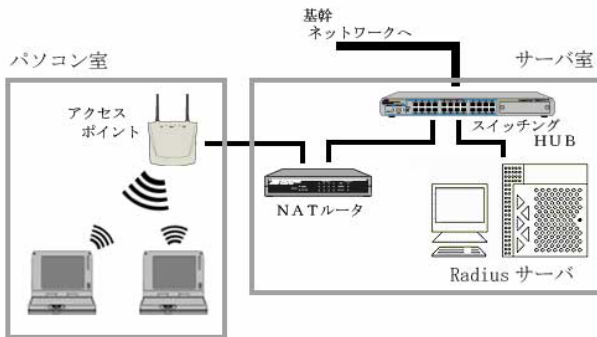 基幹
ネットワークへ
パソコン室
サーバ室
アクセス
ポイント
スイッチング
HUB
NATルータ
Radius サーバ